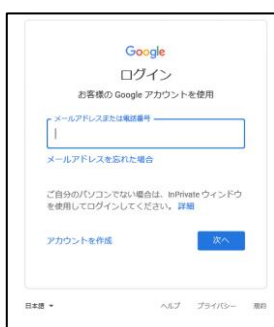 Google
ログイン
お客様の Google アカウントを使用
メールアドレスまたは電話番号
メールアドレスを忘れた場合
ご自分のパソコンでない場合は、InPrivate ウィンドウ
を使用してログインしてください。 詳細
アカウントを作成
次へ
日本語
ヘルプ プライバシー 規約